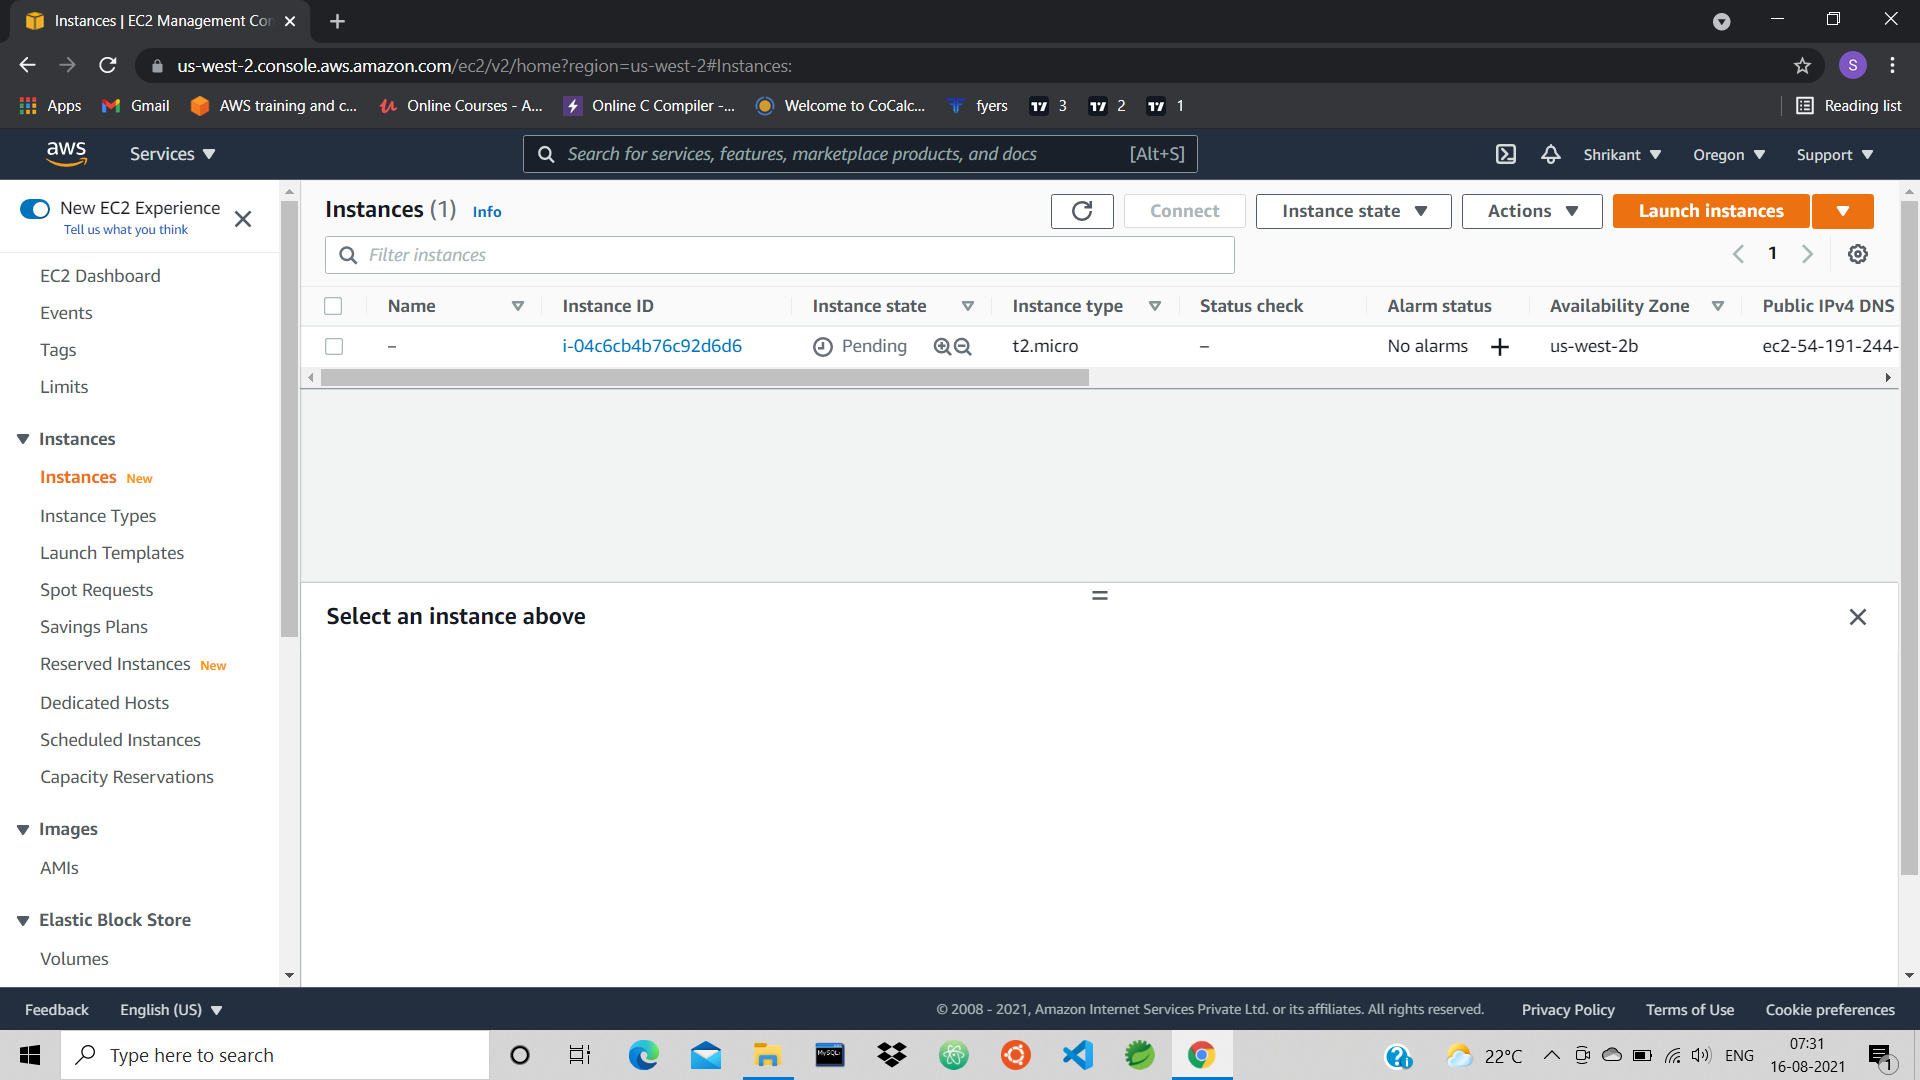 Instances | EC2 Management Con
us-west-2.console.aws.amazon.com/ec2/v2/home?region=us-west-2#Instances:
S
Apps Gmail AWS training and c... Online Courses - A... Online C Compiler -... Welcome to CoCalc... fyers 3 2 1 Reading list
aws Services Search for services, features, marketplace products, and docs [Alt+S] Shrikant Oregon Support
New EC2 Experience
Tell us what you think
EC2 Dashboard
Events
Tags
Limits
Instances
Instances New
Instance Types
Launch Templates
Spot Requests
Savings Plans
Reserved Instances New
Dedicated Hosts
Scheduled Instances
Capacity Reservations
Images
AMIs
Elastic Block Store
Volumes
Instances (1) Info Connect Instance state Actions Launch instances
Filter instances 1
Name Instance ID Instance state Instance type Status check Alarm status Availability Zone Public IPv4 DNS
– i-04c6cb4b76c92d6d6 Pending t2.micro – No alarms us-west-2b ec2-54-191-244-
Select an instance above
Feedback English (US) © 2008 - 2021, Amazon Internet Services Private Ltd. or its affiliates. All rights reserved. Privacy Policy Terms of Use Cookie preferences
Type here to search MySQL 22°C ENG 07:31
16-08-2021 1